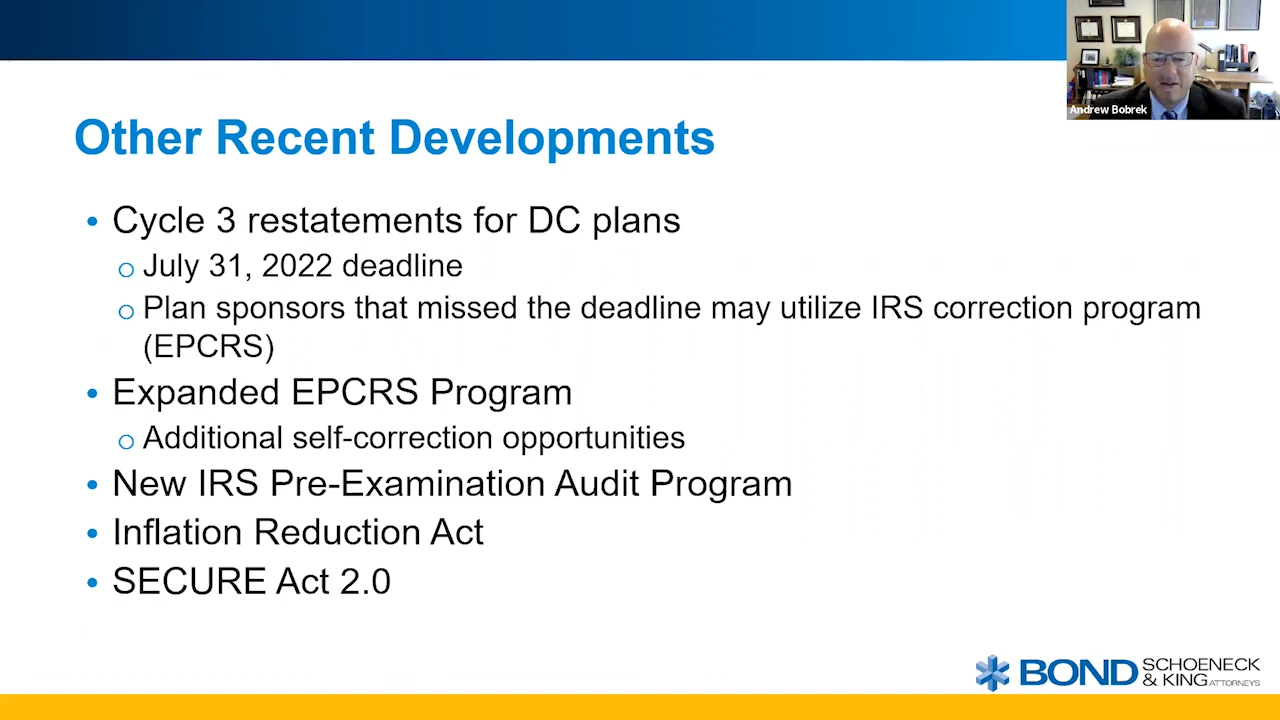 Andrew Bobrek
Other Recent Developments
• Cycle 3 restatements for DC plans
o July 31, 2022 deadline
o Plan sponsors that missed the deadline may utilize IRS correction program
(EPCRS)
• Expanded EPCRS Program
o Additional self-correction opportunities
• New IRS Pre-Examination Audit Program
• Inflation Reduction Act
• SECURE Act 2.0
BOND SCHOENECK
& KING ATTORNEYS